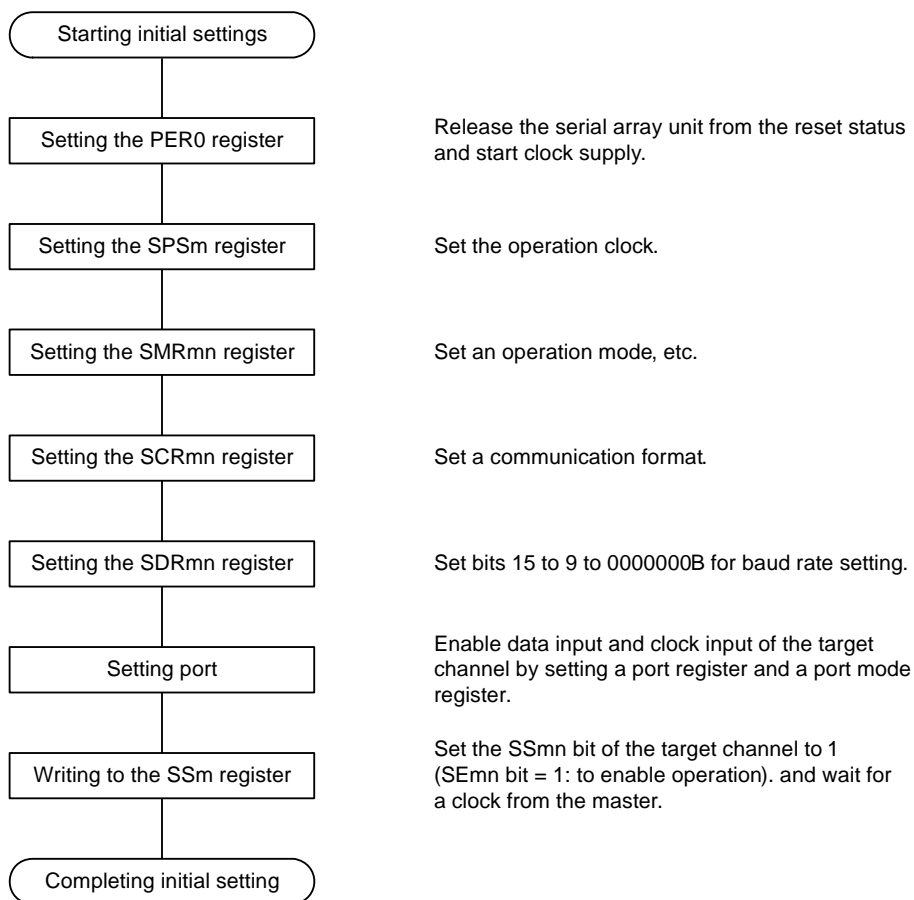 Starting initial settings
Setting the PER0 register
Release the serial array unit from the reset status
and start clock supply.
Setting the SPSm register
Set the operation clock.
Setting the SMRmn register
Set an operation mode, etc.
Setting the SCRmn register
Set a communication format.
Setting the SDRmn register
Set bits 15 to 9 to 0000000B for baud rate setting.
Setting port
Enable data input and clock input of the target
channel by setting a port register and a port mode
register.
Writing to the SSm register
Set the SSmn bit of the target channel to 1
(SEmn bit = 1: to enable operation). and wait for
a clock from the master.
Completing initial setting